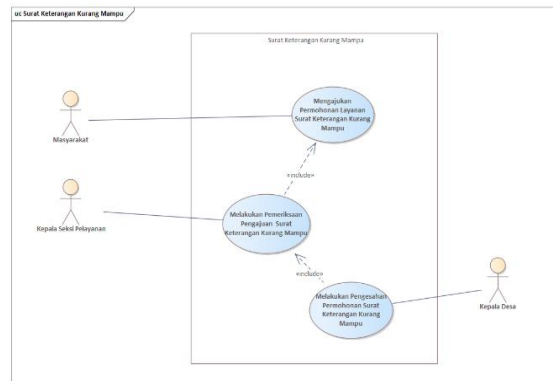 uc Surat Keterangan Kurang Mampu
Surat Keterangan Kurang Mampu
Mengajukan
Permohonan Layanan
Surat Keterangan Kurang
Mampu
Masyarakat
«include»
Melakukan Pemeriksaan
Pengajuan Surat
Keterangan Kurang Mampu
Kepala Seksi Pelayanan
«include»
Melakukan Pengesahan
Permohonan Surat
Keterangan Kurang
Mampu
Kepala Desa